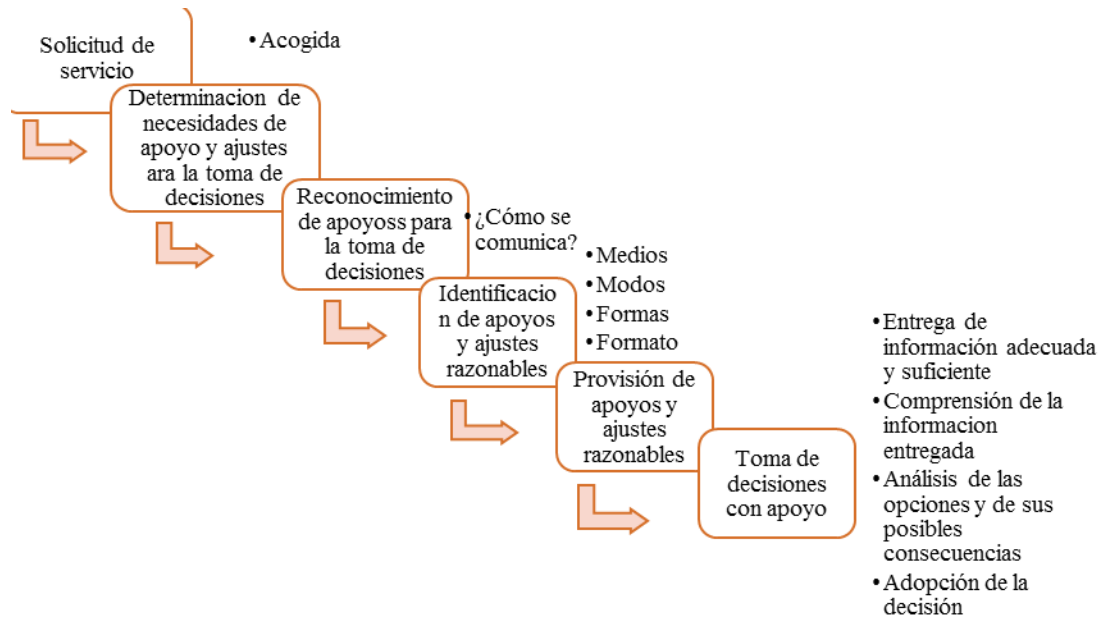 Solicitud de
servicio
• Acogida
Determinacion de
necesidades de
apoyo y ajustes
ara la toma de
decisiones
Reconocimiento
de apoyoss para
la toma de
decisiones
• ¿Cómo se
comunica?
Identificacio
n de apoyos
y ajustes
razonables
• Medios
• Modos
• Formas
• Formato
Provisión de
apoyos y
ajustes
razonables
Toma de
decisiones
con apoyo
• Entrega de
información adecuada
y suficiente
• Comprensión de la
informacion
entregada
• Análisis de las
opciones y de sus
posibles
consecuencias
• Adopción de la
decisión